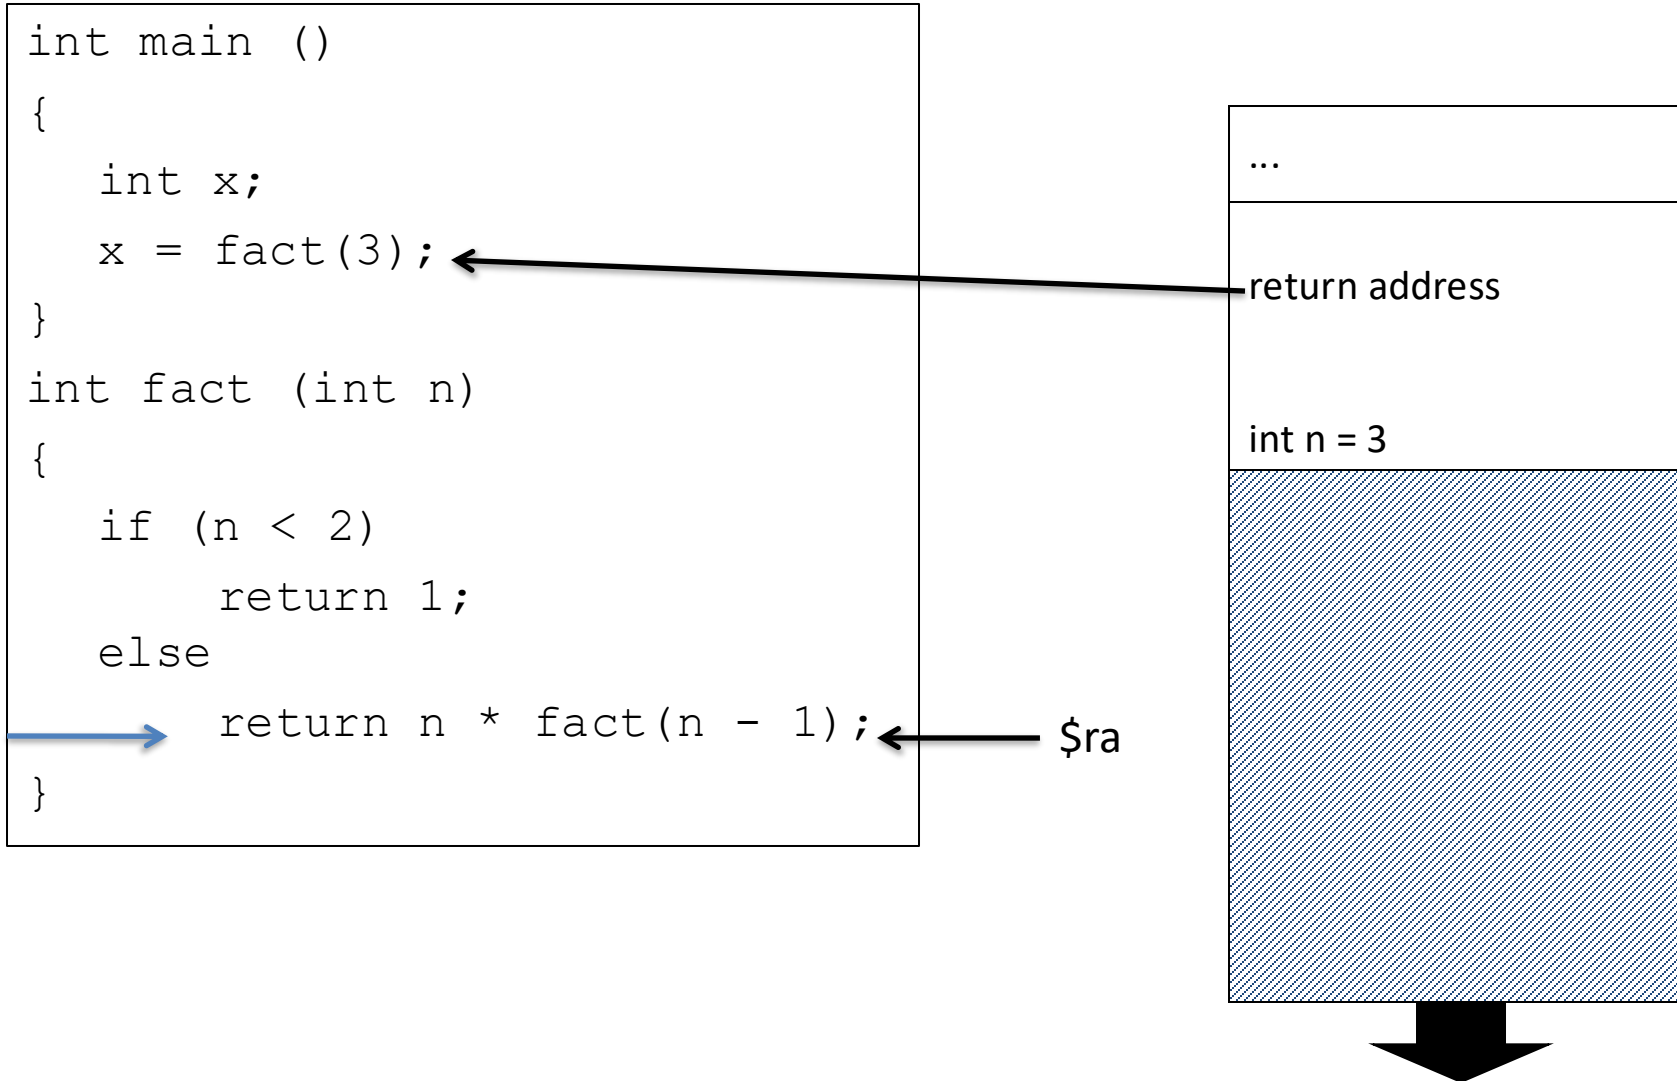 int main ()
{
int x;
x = fact(3);
}
int fact (int n)
{
if (n < 2)
return 1;
else
return n * fact(n - 1);
}
$ra
...
return address
int n = 3